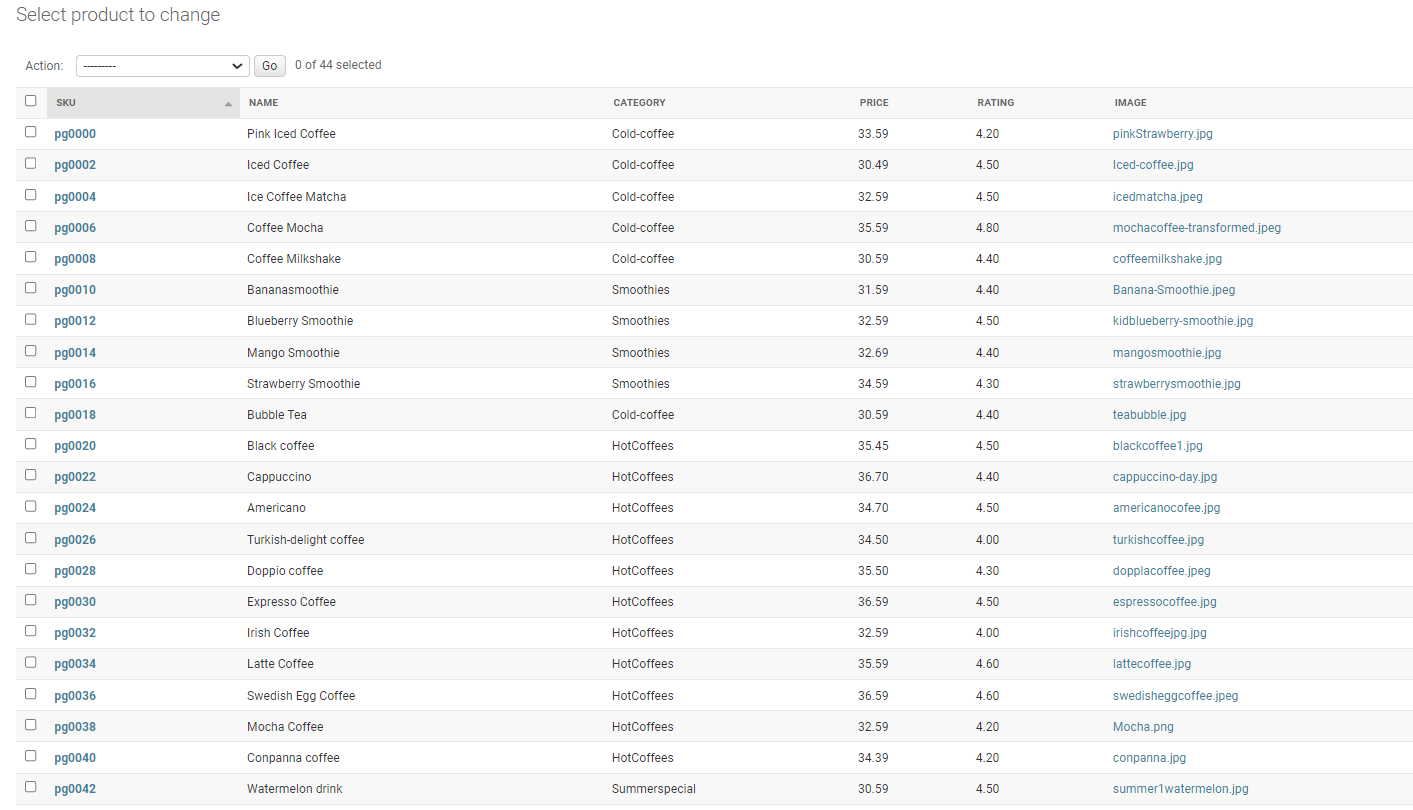 Select product to change
Action: --------- Go 0 of 44 selected
SKU NAME CATEGORY PRICE RATING IMAGE
pg0000 Pink Iced Coffee Cold-coffee 33.59 4.20 pinkStrawberry.jpg
pg0002 Iced Coffee Cold-coffee 30.49 4.50 Iced-coffee.jpg
pg0004 Ice Coffee Matcha Cold-coffee 32.59 4.50 icedmatcha.jpeg
pg0006 Coffee Mocha Cold-coffee 35.59 4.80 mochacoffee-transformed.jpeg
pg0008 Coffee Milkshake Cold-coffee 30.59 4.40 coffeemilkshake.jpg
pg0010 Bananasmoothie Smoothies 31.59 4.40 Banana-Smoothie.jpeg
pg0012 Blueberry Smoothie Smoothies 32.59 4.50 kidblueberry-smoothie.jpg
pg0014 Mango Smoothie Smoothies 32.69 4.40 mangosmoothie.jpg
pg0016 Strawberry Smoothie Smoothies 34.59 4.30 strawberrysmoothie.jpg
pg0018 Bubble Tea Cold-coffee 30.59 4.40 teabubble.jpg
pg0020 Black coffee HotCoffees 35.45 4.50 blackcoffee1.jpg
pg0022 Cappuccino HotCoffees 36.70 4.40 cappuccino-day.jpg
pg0024 Americano HotCoffees 34.70 4.50 americanocofee.jpg
pg0026 Turkish-delight coffee HotCoffees 34.50 4.00 turkishcoffee.jpg
pg0028 Doppio coffee HotCoffees 35.50 4.30 dopplacoffee.jpeg
pg0030 Expresso Coffee HotCoffees 36.59 4.50 espressocoffee.jpg
pg0032 Irish Coffee HotCoffees 32.59 4.00 irishcoffeejpg.jpg
pg0034 Latte Coffee HotCoffees 35.59 4.60 lattecoffee.jpg
pg0036 Swedish Egg Coffee HotCoffees 36.59 4.60 swedisheggcoffee.jpeg
pg0038 Mocha Coffee HotCoffees 32.59 4.20 Mocha.png
pg0040 Conpanna coffee HotCoffees 34.39 4.20 conpanna.jpg
pg0042 Watermelon drink Summerspecial 30.59 4.50 summer1watermelon.jpg